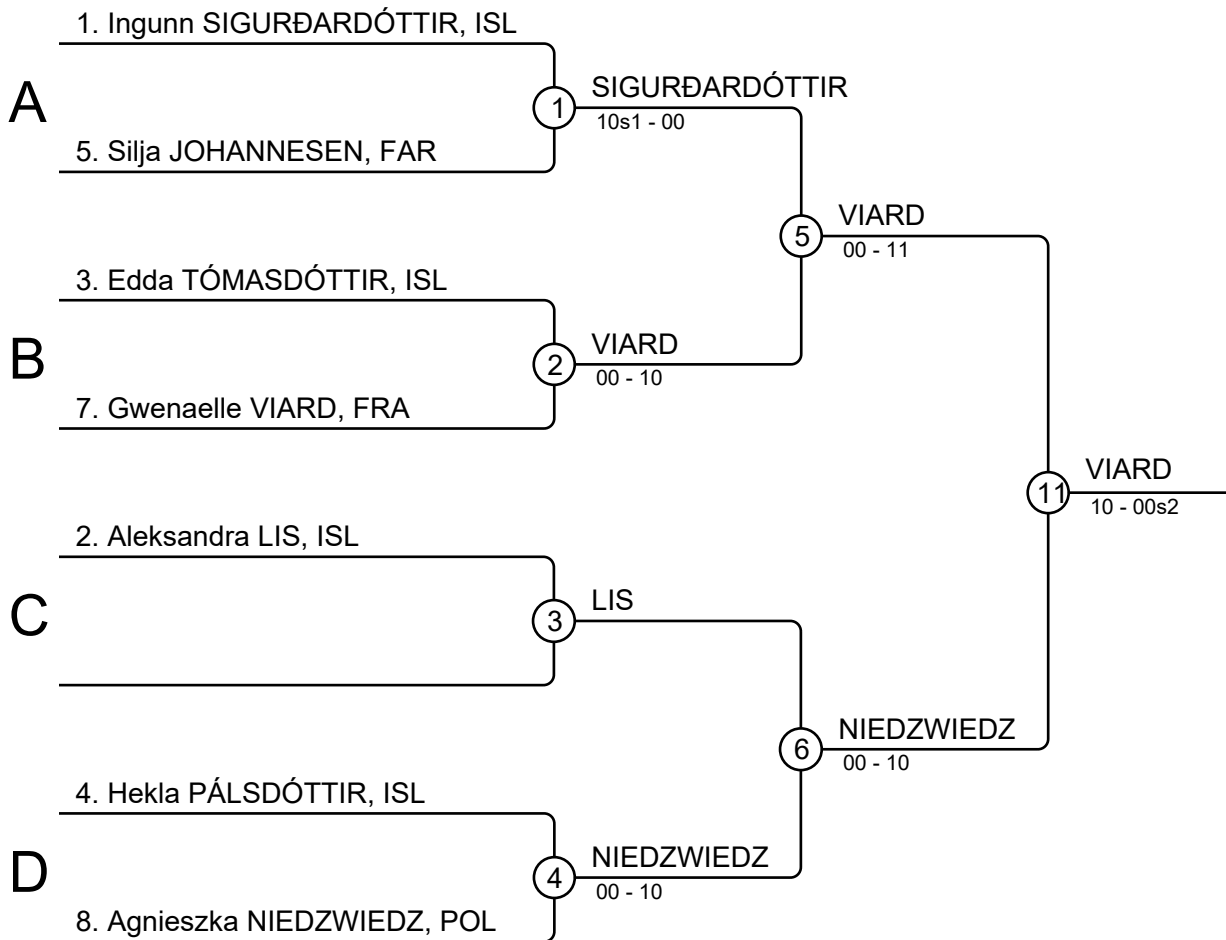 1. Ingunn SIGURÐARDÓTTIR, ISL
A
1
SIGURÐARDÓTTIR
10s1 - 00
5. Silja JOHANNESEN, FAR
5
VIARD
00 - 11
3. Edda TÓMASDÓTTIR, ISL
B
2
VIARD
00 - 10
7. Gwenaelle VIARD, FRA
11
VIARD
10 - 00s2
2. Aleksandra LIS, ISL
C
3
LIS
6
NIEDZWIEDZ
00 - 10
4. Hekla PÁLSDÓTTIR, ISL
D
4
NIEDZWIEDZ
00 - 10
8. Agnieszka NIEDZWIEDZ, POL